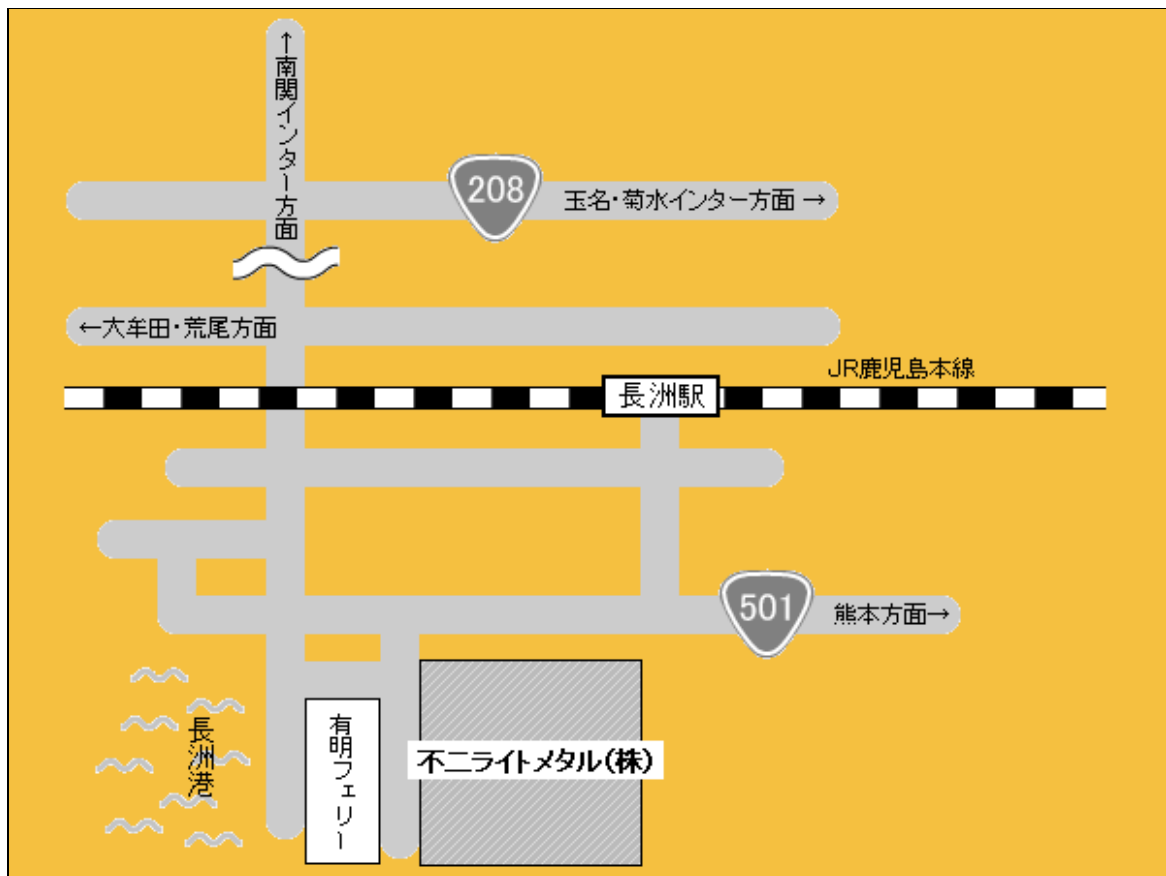 ↑南関インター方面
208
玉名・菊水インター方面 →
←大牟田・荒尾方面
JR鹿児島本線
長洲駅
501
熊本方面→
長洲港
有明フェリー
不二ライトメタル(株)